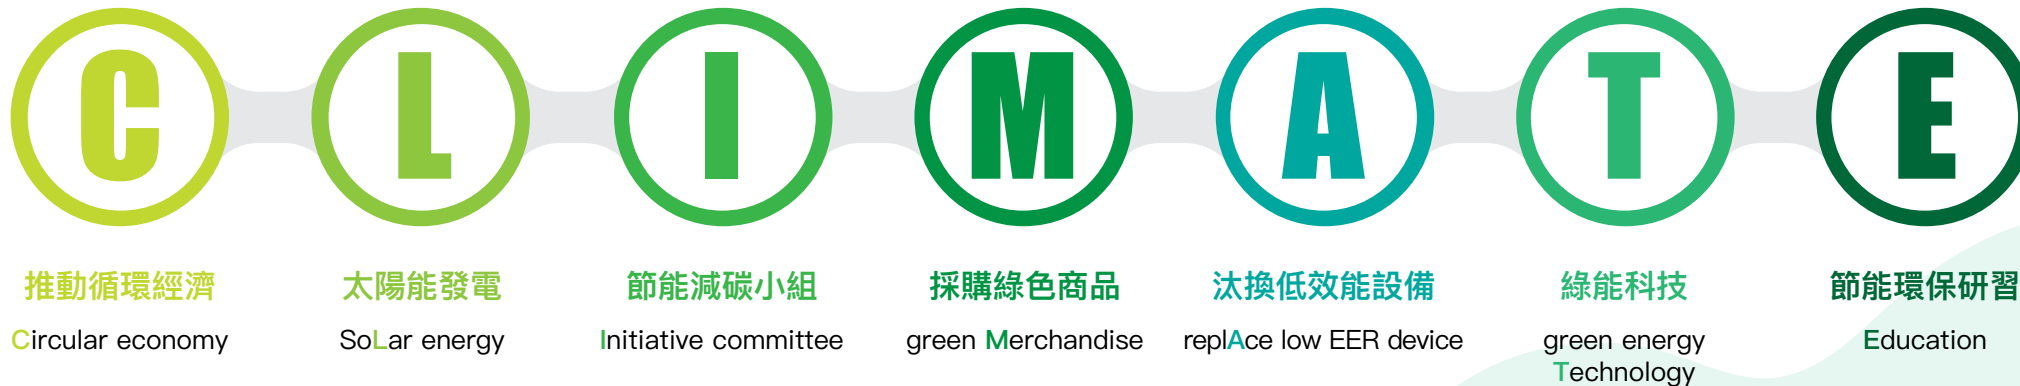 C L I M A T E
推動循環經濟
Circular economy
太陽能發電
SoLar energy
節能減碳小組
Initiative committee
採購綠色商品
green Merchandise
汰換低效能設備
replAce low EER device
綠能科技
green energy
Technology
節能環保研習
Education